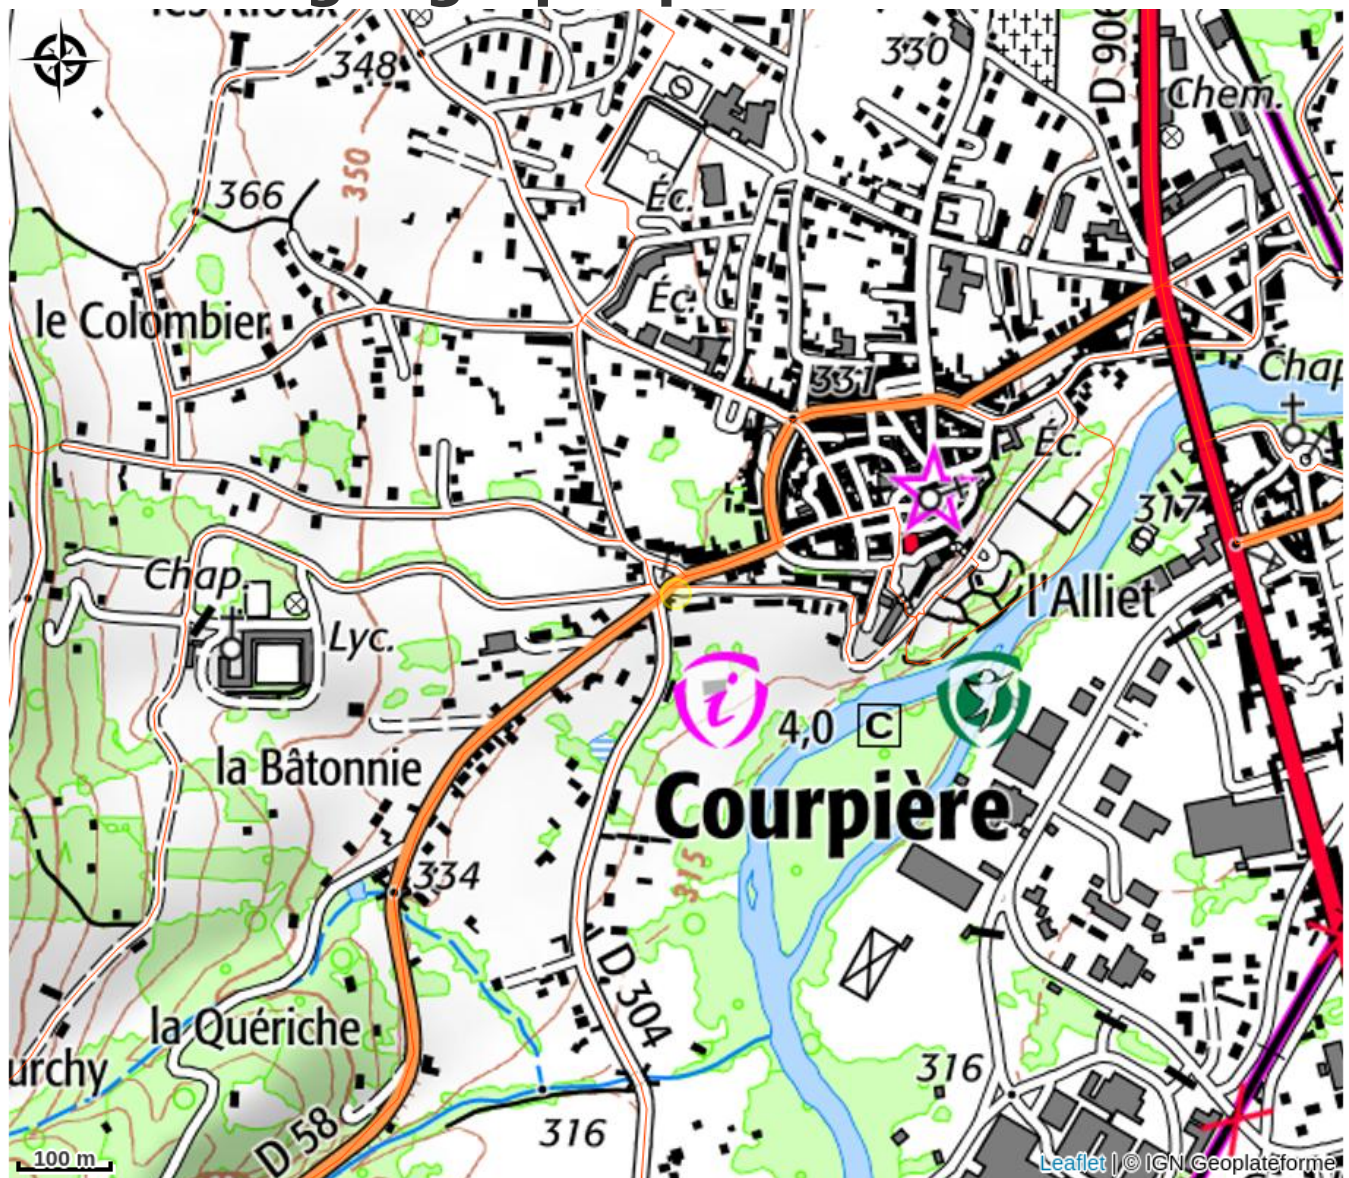 330
D 906
348
Chem.
350
366
Éc.
Éc.
le Colombier
331
Chap
Éc.
317
Chap.
l'Alliet
Lyc.
i
4,0 C
la Bâtonnie
Courpière
315
334
D 304
la Quériche
urchy
316
316
D 58
100 m
Leaflet | © IGN Geoplateforme